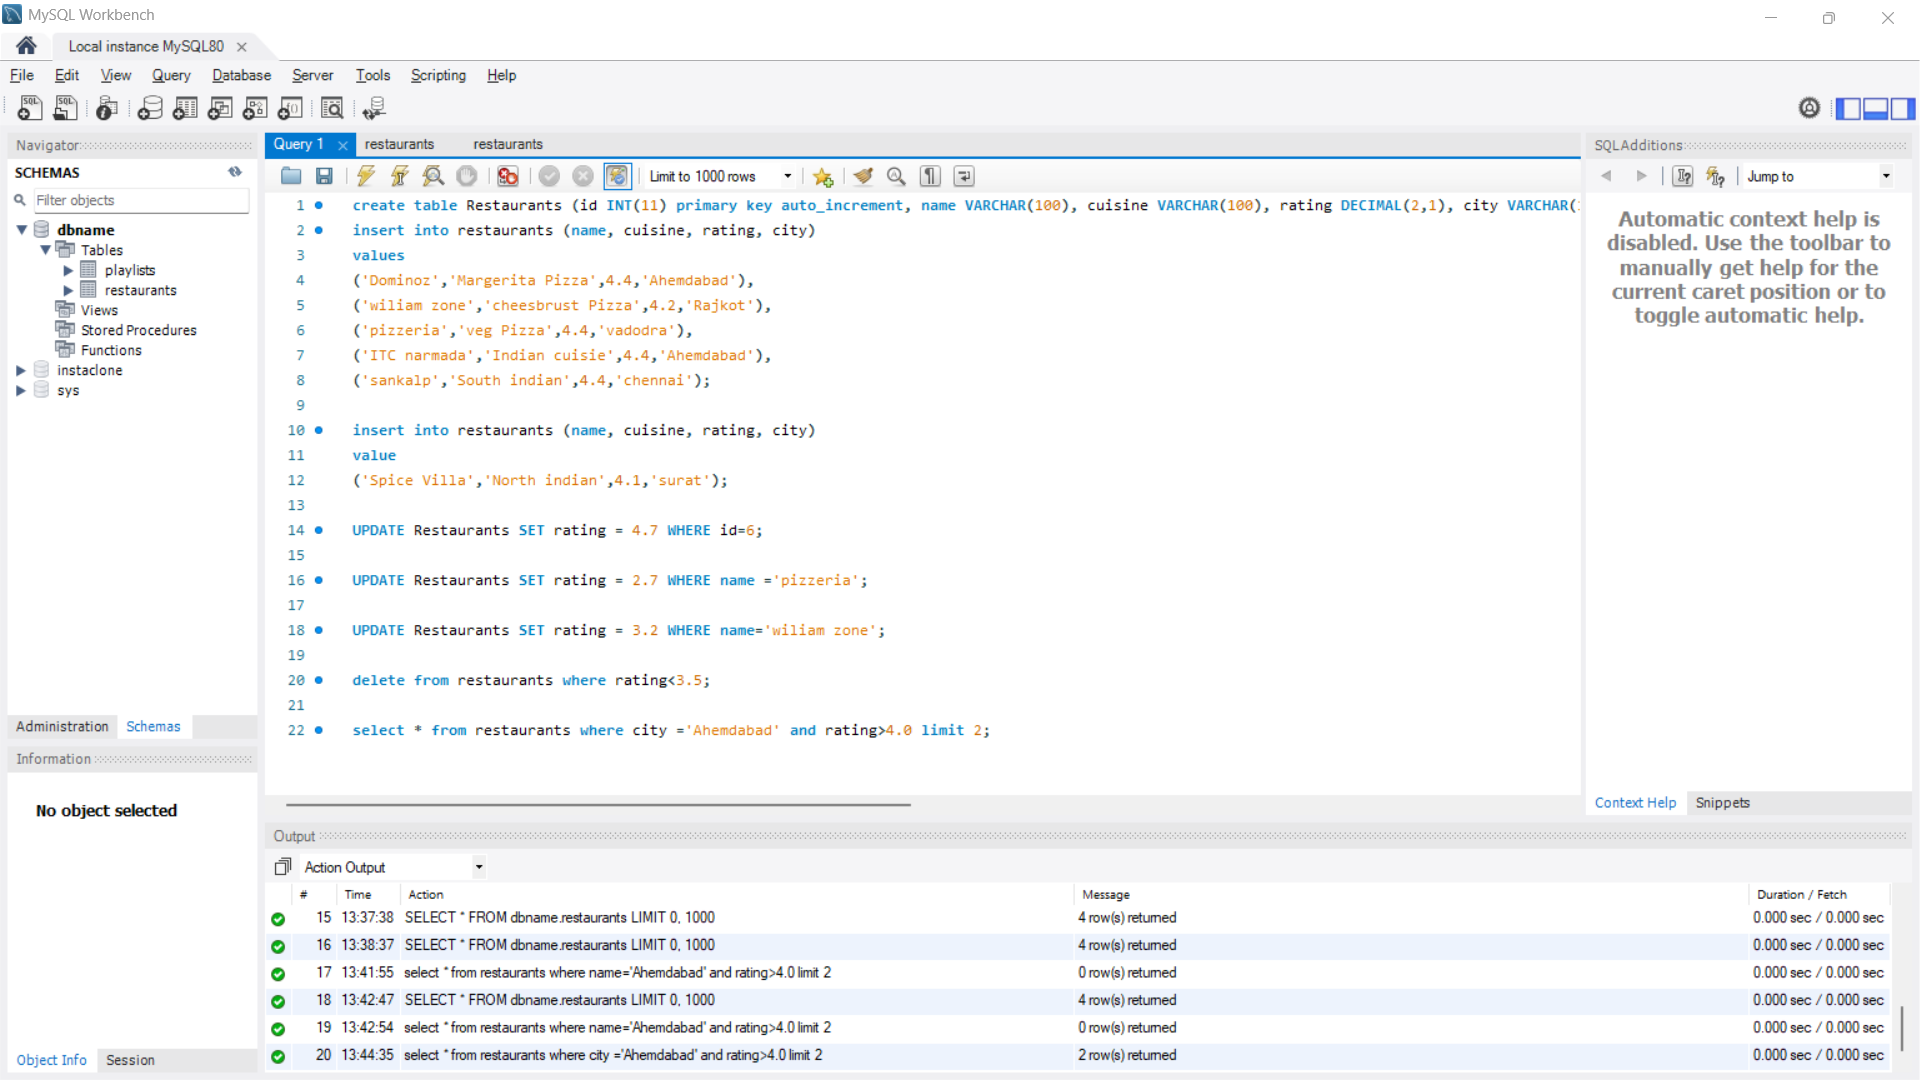 MySQL Workbench
Local instance MySQL80
File Edit View Query Database Server Tools Scripting Help
Navigator
SCHEMAS
Filter objects
dbname
Tables
playlists
restaurants
Views
Stored Procedures
Functions
instaclone
sys
Administration Schemas
Information
No object selected
Object Info Session
Query 1 restaurants restaurants
Limit to 1000 rows
1 create table Restaurants (id INT(11) primary key auto_increment, name VARCHAR(100), cuisine VARCHAR(100), rating DECIMAL(2,1), city VARCHAR(
2 insert into restaurants (name, cuisine, rating, city)
3 values
4 ('Dominoz','Margerita Pizza',4.4,'Ahemdabad'),
5 ('wiliam zone','cheesbrust Pizza',4.2,'Rajkot'),
6 ('pizzeria','veg Pizza',4.4,'vadodra'),
7 ('ITC narmada','Indian cuisie',4.4,'Ahemdabad'),
8 ('sankalp','South indian',4.4,'chennai');
9
10 insert into restaurants (name, cuisine, rating, city)
11 value
12 ('Spice Villa','North indian',4.1,'surat');
13
14 UPDATE Restaurants SET rating = 4.7 WHERE id=6;
15
16 UPDATE Restaurants SET rating = 2.7 WHERE name ='pizzeria';
17
18 UPDATE Restaurants SET rating = 3.2 WHERE name='wiliam zone';
19
20 delete from restaurants where rating<3.5;
21
22 select * from restaurants where city ='Ahemdabad' and rating>4.0 limit 2;
SQLAdditions
Jump to
Automatic context help is
disabled. Use the toolbar to
manually get help for the
current caret position or to
toggle automatic help.
Context Help Snippets
Output
Action Output
# Time Action Message Duration / Fetch
15 13:37:38 SELECT * FROM dbname.restaurants LIMIT 0, 1000 4 row(s) returned 0.000 sec / 0.000 sec
16 13:38:37 SELECT * FROM dbname.restaurants LIMIT 0, 1000 4 row(s) returned 0.000 sec / 0.000 sec
17 13:41:55 select * from restaurants where name='Ahemdabad' and rating>4.0 limit 2 0 row(s) returned 0.000 sec / 0.000 sec
18 13:42:47 SELECT * FROM dbname.restaurants LIMIT 0, 1000 4 row(s) returned 0.000 sec / 0.000 sec
19 13:42:54 select * from restaurants where name='Ahemdabad' and rating>4.0 limit 2 0 row(s) returned 0.000 sec / 0.000 sec
20 13:44:35 select * from restaurants where city ='Ahemdabad' and rating>4.0 limit 2 2 row(s) returned 0.000 sec / 0.000 sec